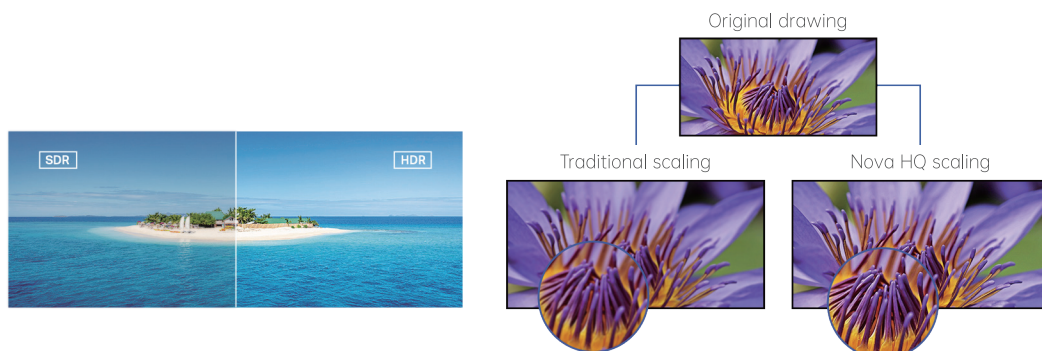 SDR
HDR
Original drawing
Traditional scaling
Nova HQ scaling